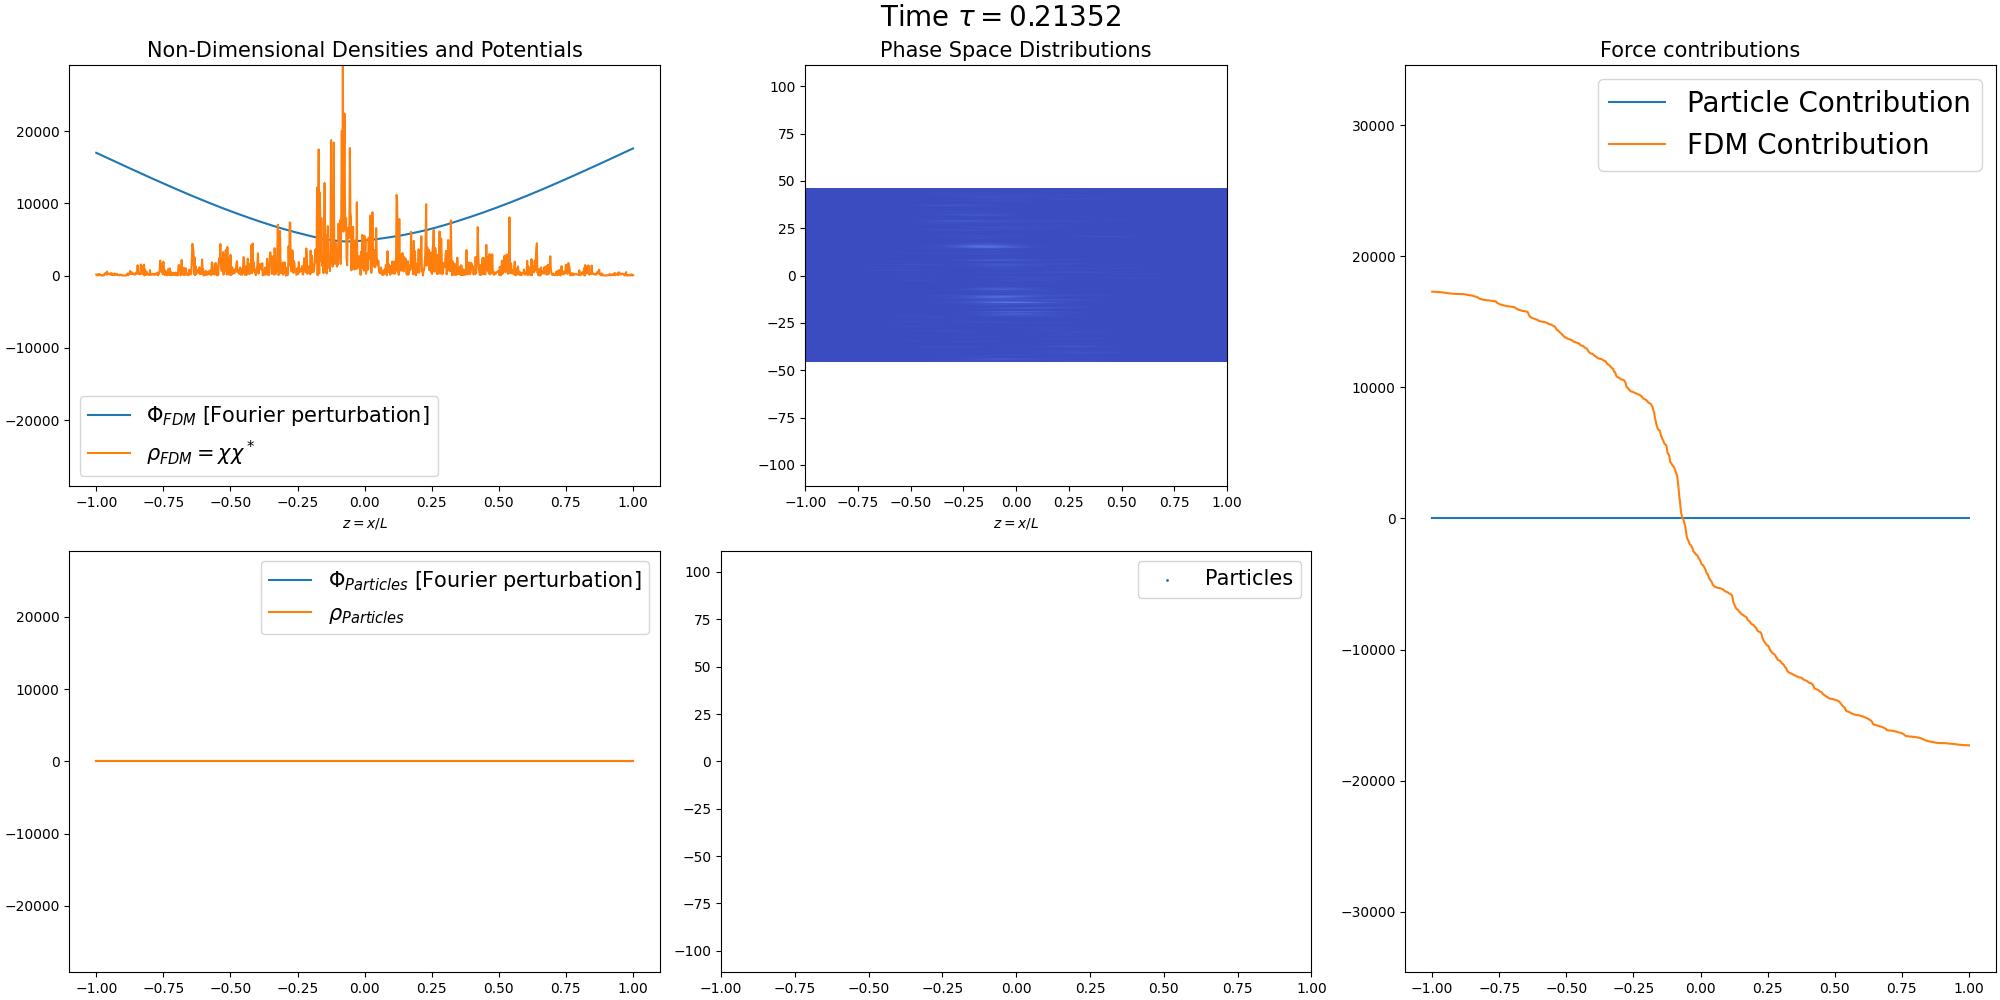 Time τ = 0.21352
Non-Dimensional Densities and Potentials
20000
10000
0
−10000
−20000
Φ_FDM [Fourier perturbation]
ρ_FDM = χχ*
−1.00 −0.75 −0.50 −0.25 0.00 0.25 0.50 0.75 1.00
z = x/L
Phase Space Distributions
100
75
50
25
0
−25
−50
−75
−100
−1.00 −0.75 −0.50 −0.25 0.00 0.25 0.50 0.75 1.00
z = x/L
Force contributions
Particle Contribution
FDM Contribution
30000
20000
10000
0
−10000
−20000
−30000
−1.00 −0.75 −0.50 −0.25 0.00 0.25 0.50 0.75 1.00
Φ_Particles [Fourier perturbation]
ρ_Particles
20000
10000
0
−10000
−20000
−1.00 −0.75 −0.50 −0.25 0.00 0.25 0.50 0.75 1.00
Particles
100
75
50
25
0
−25
−50
−75
−100
−1.00 −0.75 −0.50 −0.25 0.00 0.25 0.50 0.75 1.00